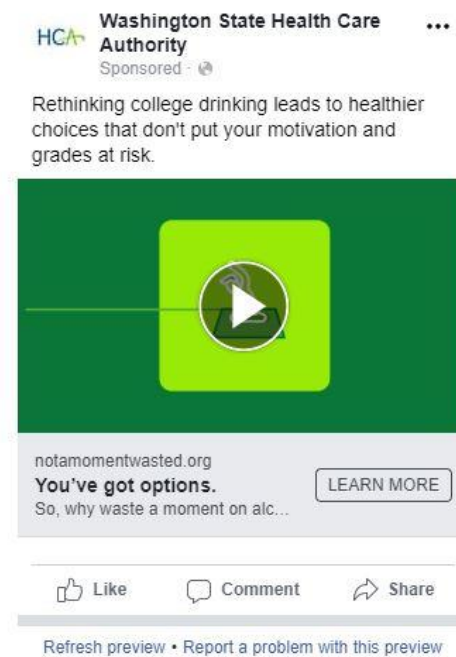 HCA
Washington State Health Care
Authority
Sponsored ·
Rethinking college drinking leads to healthier
choices that don't put your motivation and
grades at risk.
notamomentwasted.org
You've got options.
So, why waste a moment on alc...
LEARN MORE
Like Comment Share
Refresh preview • Report a problem with this preview